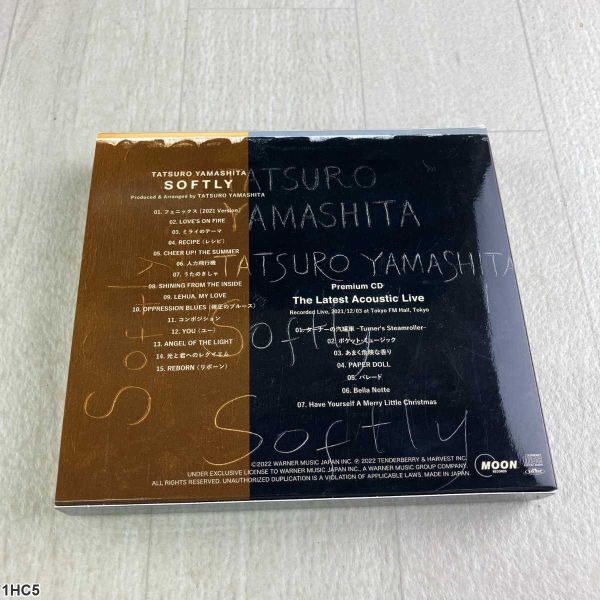 TATSURO YAMASHITA
SOFTLY
Produced & Arranged by TATSURO YAMASHITA
01. フェニックス (2021 Version)
02. LOVE'S ON FIRE
03. ミライのテーマ
04. RECIPE (レシピ)
05. CHEER UP! THE SUMMER
06. 人力飛行機
07. うたのきしゃ
08. SHINING FROM THE INSIDE
09. LEHUA, MY LOVE
10. OPPRESSION BLUES (弾圧のブルース)
11. コンポジション
12. YOU (ユー)
13. ANGEL OF THE LIGHT
14. 光と君へのレクイエム
15. REBORN (リボーン)
TATSURO
YAMASHITA
TATSURO YAMASHITA
Softly
Softly
Softly
Premium CD
The Latest Acoustic Live
Recorded Live, 2021/12/03 at Tokyo FM Hall, Tokyo
01. ターナーの汽罐車 -Turner's Steamroller-
02. ポケット・ミュージック
03. あまく危険な香り
04. PAPER DOLL
05. パレード
06. Bella Notte
07. Have Yourself A Merry Little Christmas
©2022 WARNER MUSIC JAPAN INC. ℗ 2022 TENDERBERRY & HARVEST INC.
UNDER EXCLUSIVE LICENSE TO WARNER MUSIC JAPAN INC., A WARNER MUSIC GROUP COMPANY.
ALL RIGHTS RESERVED. UNAUTHORIZED DUPLICATION IS A VIOLATION OF APPLICABLE LAWS. MADE IN JAPAN.
MOON
RECORDS
1HC5